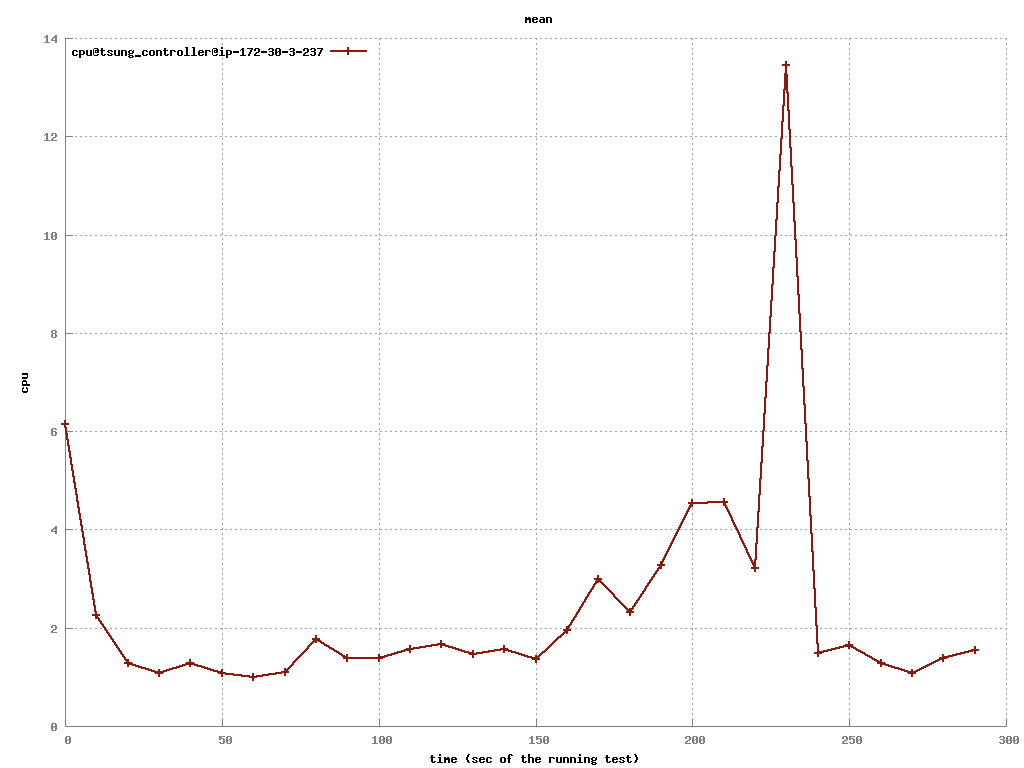 mean
14
cpu@tsung_controller@ip-172-30-3-237
12
10
8
cpu
6
4
2
0
0 50 100 150 200 250 300
time (sec of the running test)